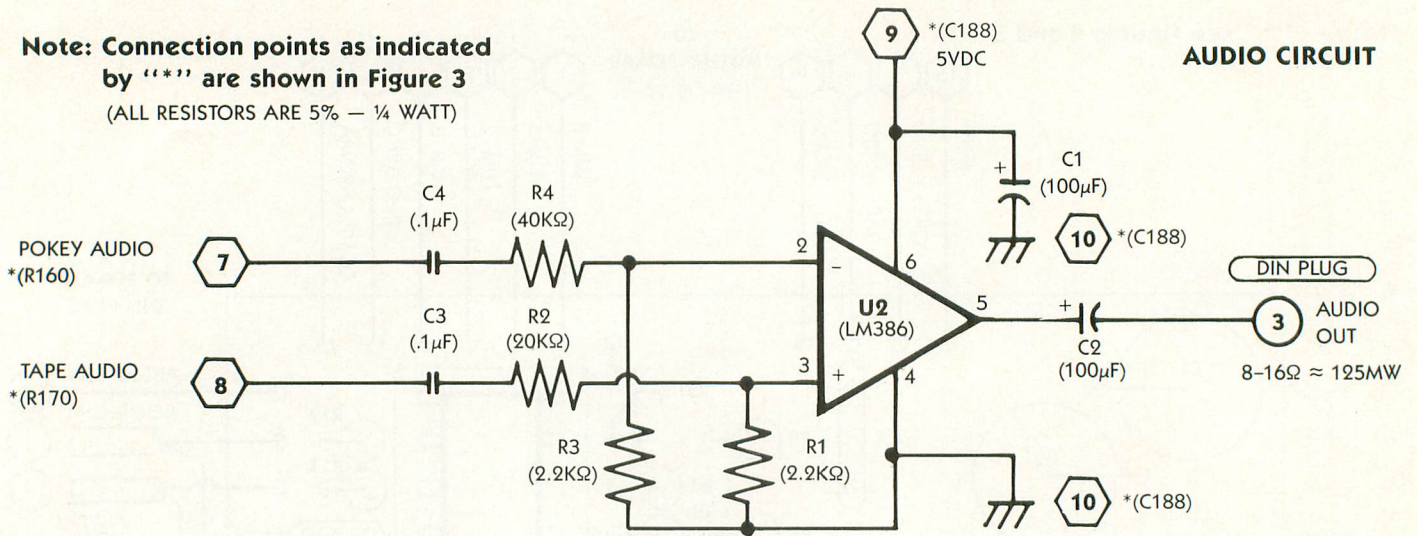 Note: Connection points as indicated
by "*" are shown in Figure 3
(ALL RESISTORS ARE 5% — ¼ WATT)
9
*(C188)
5VDC
AUDIO CIRCUIT
+
C1
(100µF)
10
*(C188)
C4
(.1µF)
R4
(40KΩ)
POKEY AUDIO
*(R160)
7
2
−
6
U2
(LM386)
5
DIN PLUG
+
C2
(100µF)
3
AUDIO
OUT
8–16Ω ≈ 125MW
C3
(.1µF)
R2
(20KΩ)
TAPE AUDIO
*(R170)
8
3
+
4
R3
(2.2KΩ)
R1
(2.2KΩ)
10
*(C188)